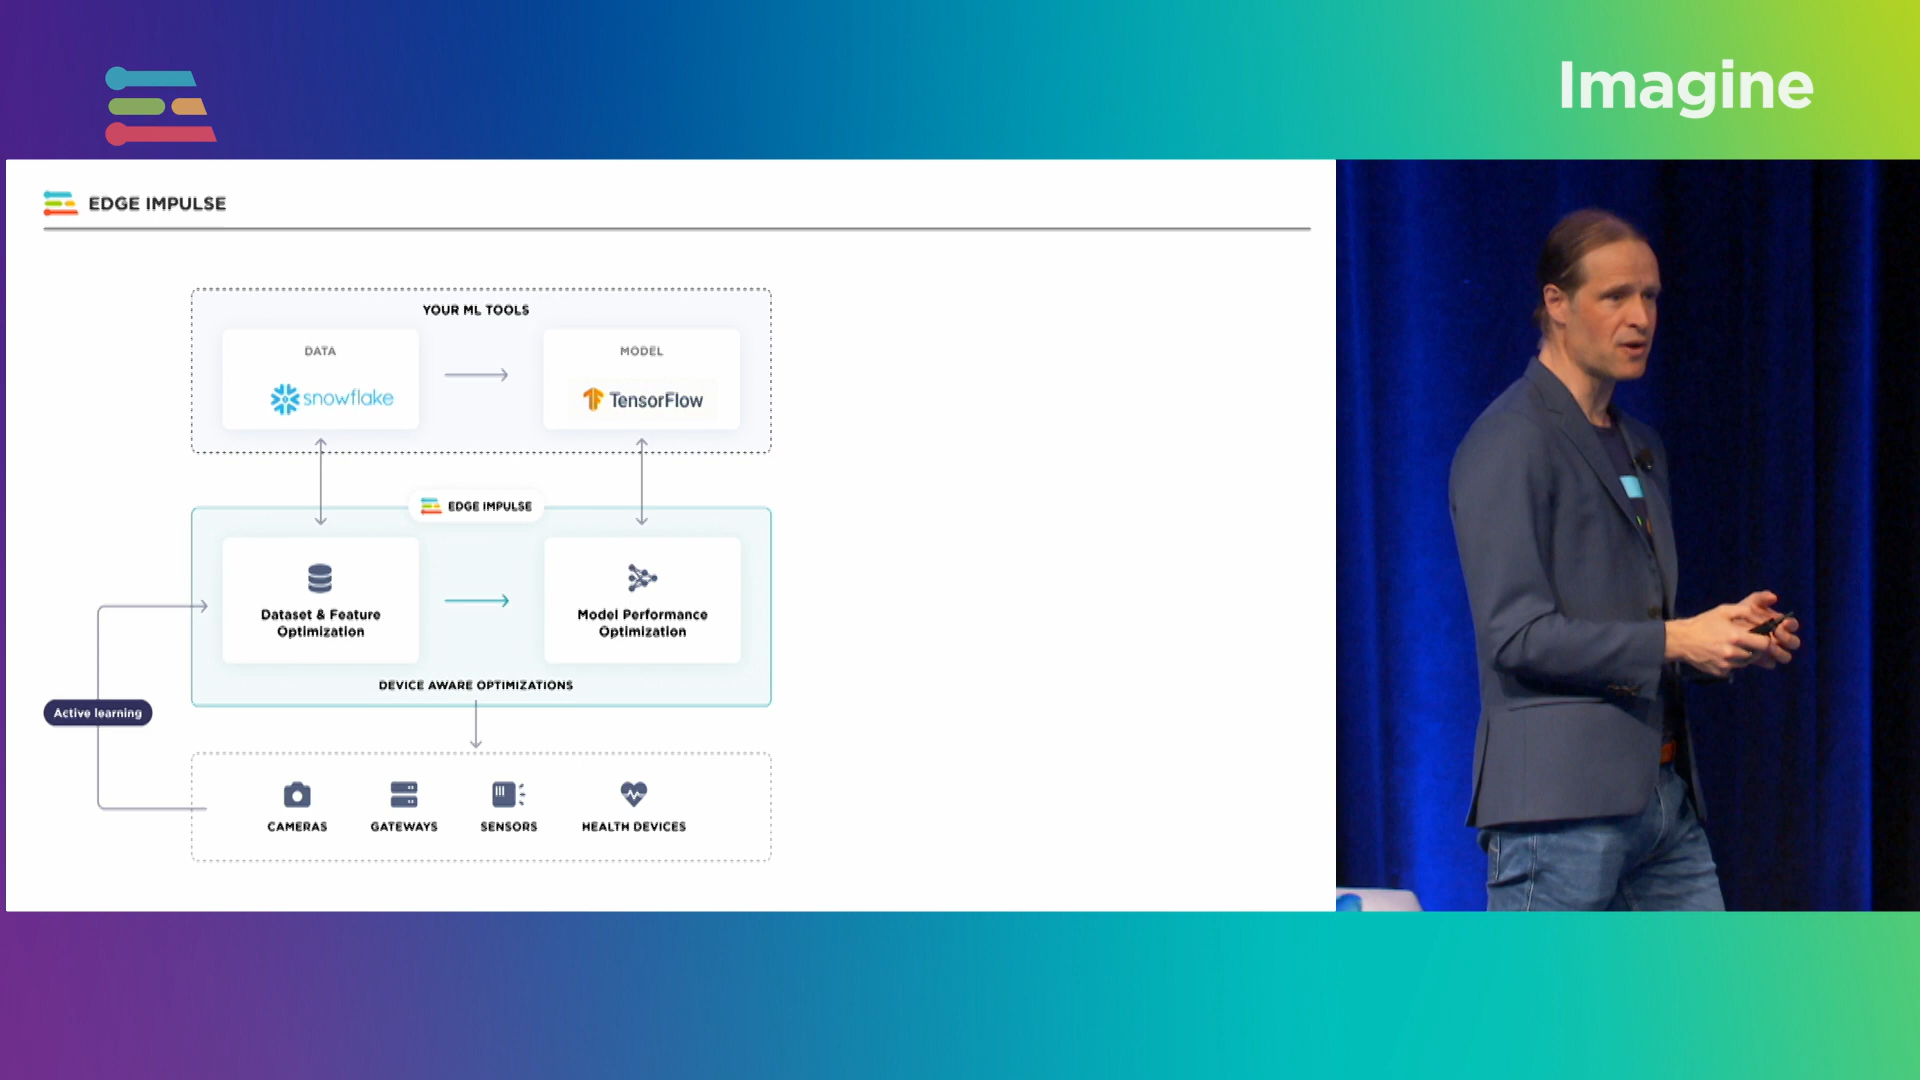 Imagine
EDGE IMPULSE
YOUR ML TOOLS
DATA
MODEL
snowflake
TensorFlow
EDGE IMPULSE
Dataset & Feature
Optimization
Model Performance
Optimization
DEVICE AWARE OPTIMIZATIONS
Active learning
CAMERAS
GATEWAYS
SENSORS
HEALTH DEVICES